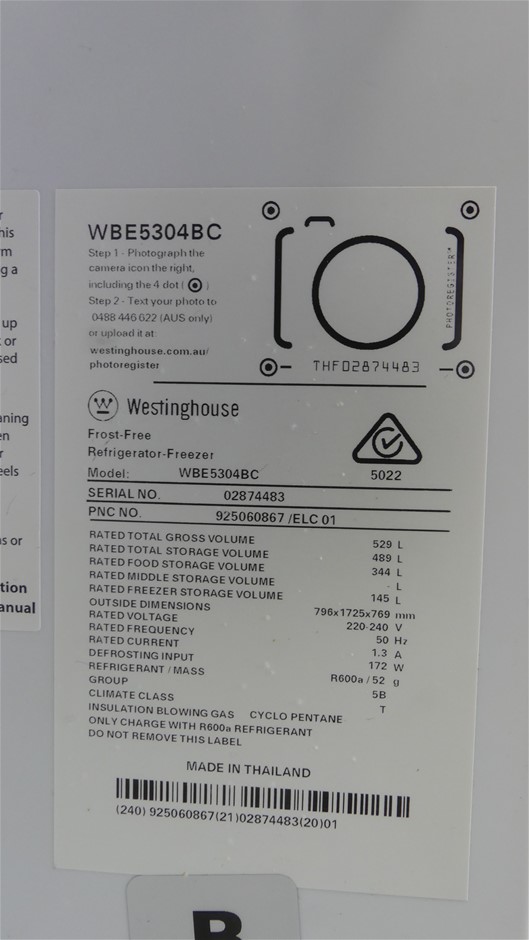 r
his
rm
g a
up
or
sed
aning
en
r
eels
s or
tion
anual
WBE5304BC
Step 1 - Photograph the
camera icon the right,
including the 4 dot ( )
Step 2 - Text your photo to
0488 446 622 (AUS only)
or upload it at:
westinghouse.com.au/
photoregister
PHOTOREGISTER™
THF02874483
W Westinghouse
Frost-Free
Refrigerator-Freezer
Model: WBE5304BC 5022
SERIAL NO. 02874483
PNC NO. 925060867 /ELC 01
RATED TOTAL GROSS VOLUME 529 L
RATED TOTAL STORAGE VOLUME 489 L
RATED FOOD STORAGE VOLUME 344 L
RATED MIDDLE STORAGE VOLUME - L
RATED FREEZER STORAGE VOLUME 145 L
OUTSIDE DIMENSIONS 796x1725x769 mm
RATED VOLTAGE 220-240 V
RATED FREQUENCY 50 Hz
RATED CURRENT 1.3 A
DEFROSTING INPUT 172 W
REFRIGERANT / MASS R600a / 52 g
GROUP 5B
CLIMATE CLASS T
INSULATION BLOWING GAS CYCLO PENTANE
ONLY CHARGE WITH R600a REFRIGERANT
DO NOT REMOVE THIS LABEL
MADE IN THAILAND
(240) 925060867(21)02874483(20)01
B